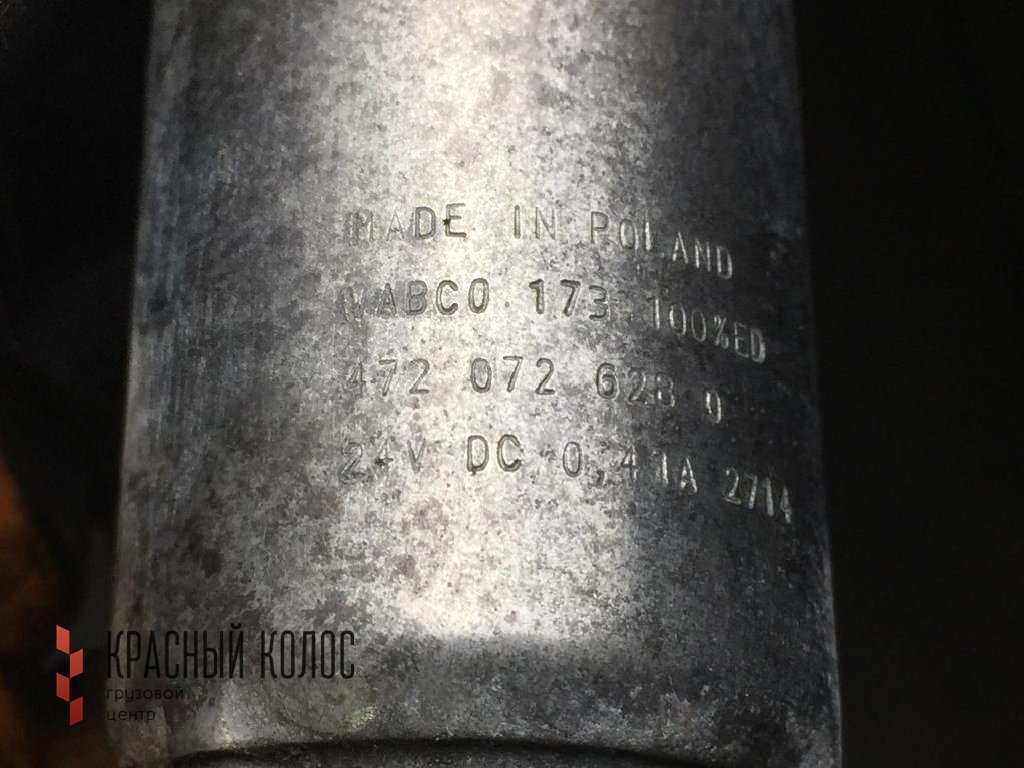 MADE IN POLAND
WABCO 173 100%ED
472 072 628 0
24V DC 0,41A 2714
КРАСНЫЙ КОЛОС
грузовой
центр